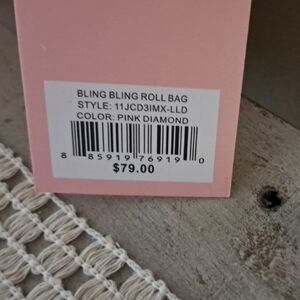 BLING BLING ROLL BAG
STYLE: 11JCD3IMX-LLD
COLOR: PINK DIAMOND
8 85919 76919 0
$79.00